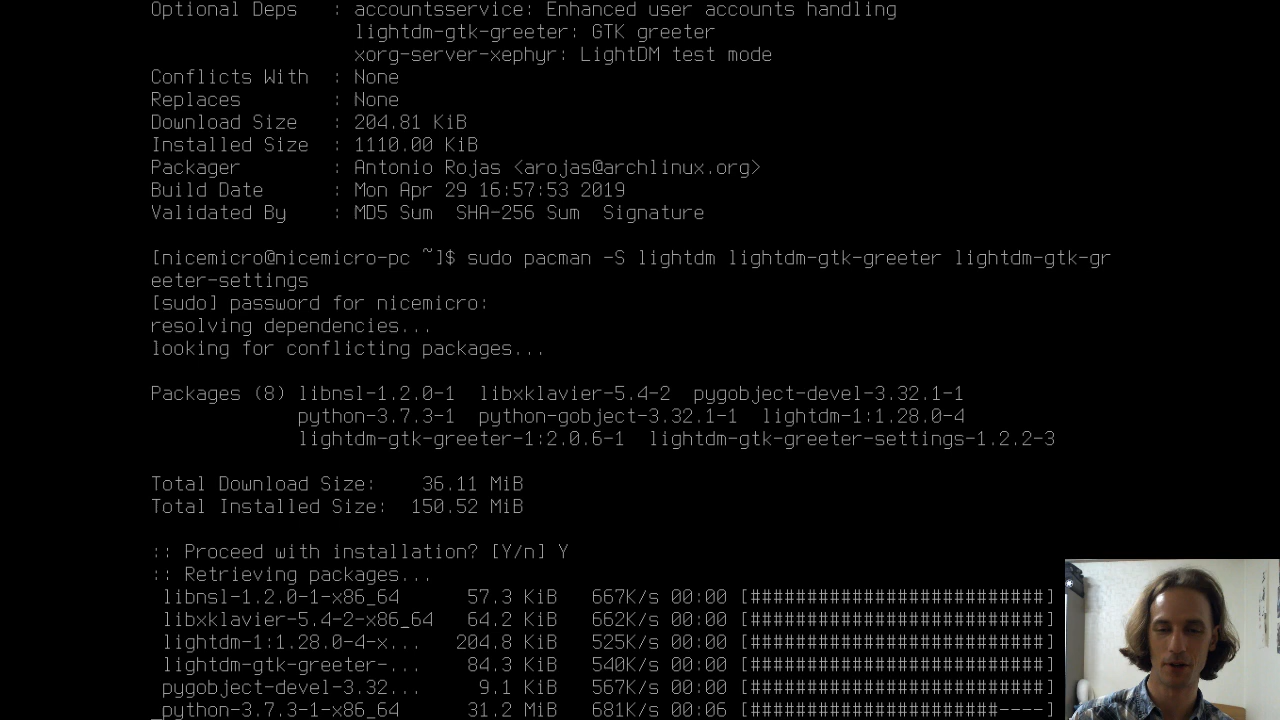 Optional Deps   : accountsservice: Enhanced user accounts handling
lightdm-gtk-greeter: GTK greeter
xorg-server-xephyr: LightDM test mode
Conflicts With  : None
Replaces        : None
Download Size   : 204.81 KiB
Installed Size  : 1110.00 KiB
Packager        : Antonio Rojas <arojas@archlinux.org>
Build Date      : Mon Apr 29 16:57:53 2019
Validated By    : MD5 Sum  SHA-256 Sum  Signature
[nicemicro@nicemicro-pc ~]$ sudo pacman -S lightdm lightdm-gtk-greeter lightdm-gtk-gr
eeter-settings
[sudo] password for nicemicro:
resolving dependencies...
looking for conflicting packages...
Packages (8) libnsl-1.2.0-1  libxklavier-5.4-2  pygobject-devel-3.32.1-1
python-3.7.3-1  python-gobject-3.32.1-1  lightdm-1:1.28.0-4
lightdm-gtk-greeter-1:2.0.6-1  lightdm-gtk-greeter-settings-1.2.2-3
Total Download Size:    36.11 MiB
Total Installed Size:  150.52 MiB
:: Proceed with installation? [Y/n] Y
:: Retrieving packages...
libnsl-1.2.0-1-x86_64      57.3 KiB   667K/s 00:00 [##########################]
libxklavier-5.4-2-x86_64   64.2 KiB   662K/s 00:00 [##########################]
lightdm-1:1.28.0-4-x...   204.8 KiB   525K/s 00:00 [##########################]
lightdm-gtk-greeter-...    84.3 KiB   540K/s 00:00 [##########################]
pygobject-devel-3.32...     9.1 KiB   567K/s 00:00 [##########################]
python-3.7.3-1-x86_64      31.2 MiB   681K/s 00:06 [######################----]